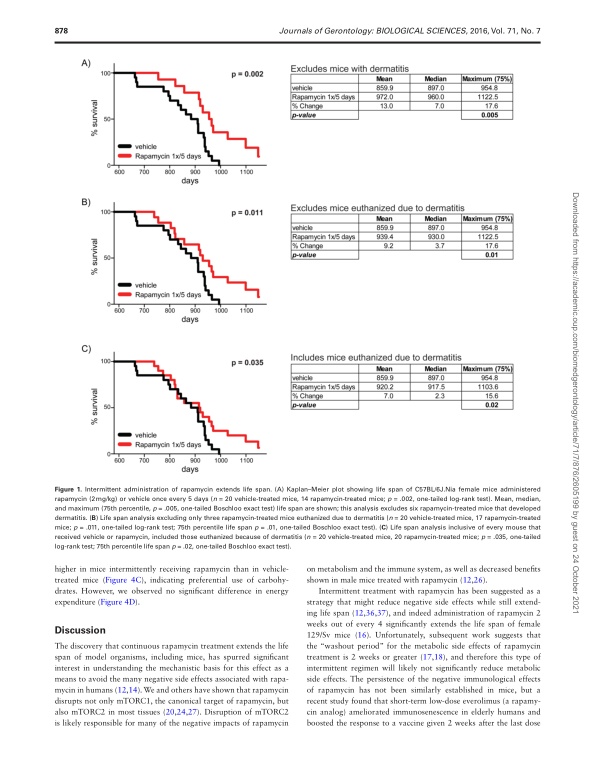 878
Journals of Gerontology: BIOLOGICAL SCIENCES, 2016, Vol. 71, No. 7
A)
p = 0.002
100
50
0
% survival
vehicle
Rapamycin 1x/5 days
600 700 800 900 1000 1100
days
Excludes mice with dermatitis
Mean Median Maximum (75%)
vehicle 859.9 897.0 954.8
Rapamycin 1x/5 days 972.0 960.0 1122.5
% Change 13.0 7.0 17.6
p-value 0.005
B)
p = 0.011
100
50
0
% survival
vehicle
Rapamycin 1x/5 days
600 700 800 900 1000 1100
days
Excludes mice euthanized due to dermatitis
Mean Median Maximum (75%)
vehicle 859.9 897.0 954.8
Rapamycin 1x/5 days 939.4 930.0 1122.5
% Change 9.2 3.7 17.6
p-value 0.01
C)
p = 0.035
100
50
0
% survival
vehicle
Rapamycin 1x/5 days
600 700 800 900 1000 1100
days
Includes mice euthanized due to dermatitis
Mean Median Maximum (75%)
vehicle 859.9 897.0 954.8
Rapamycin 1x/5 days 920.2 917.5 1103.6
% Change 7.0 2.3 15.6
p-value 0.02
Figure 1. Intermittent administration of rapamycin extends life span. (A) Kaplan–Meier plot showing life span of C57BL/6J.Nia female mice administered
rapamycin (2mg/kg) or vehicle once every 5 days (n = 20 vehicle-treated mice, 14 rapamycin-treated mice; p = .002, one-tailed log-rank test). Mean, median,
and maximum (75th percentile, p = .005, one-tailed Boschloo exact test) life span are shown; this analysis excludes six rapamycin-treated mice that developed
dermatitis. (B) Life span analysis excluding only three rapamycin-treated mice euthanized due to dermatitis (n = 20 vehicle-treated mice, 17 rapamycin-treated
mice; p = .011, one-tailed log-rank test; 75th percentile life span p = .01, one-tailed Boschloo exact test). (C) Life span analysis inclusive of every mouse that
received vehicle or rapamycin, included those euthanized because of dermatitis (n = 20 vehicle-treated mice, 20 rapamycin-treated mice; p = .035, one-tailed
log-rank test; 75th percentile life span p = .02, one-tailed Boschloo exact test).
higher in mice intermittently receiving rapamycin than in vehicle-
treated mice (Figure 4C), indicating preferential use of carbohy-
drates. However, we observed no significant difference in energy
expenditure (Figure 4D).
Discussion
The discovery that continuous rapamycin treatment extends the life
span of model organisms, including mice, has spurred significant
interest in understanding the mechanistic basis for this effect as a
means to avoid the many negative side effects associated with rapa-
mycin in humans (12,14). We and others have shown that rapamycin
disrupts not only mTORC1, the canonical target of rapamycin, but
also mTORC2 in most tissues (20,24,27). Disruption of mTORC2
is likely responsible for many of the negative impacts of rapamycin
on metabolism and the immune system, as well as decreased benefits
shown in male mice treated with rapamycin (12,26).
Intermittent treatment with rapamycin has been suggested as a
strategy that might reduce negative side effects while still extend-
ing life span (12,36,37), and indeed administration of rapamycin 2
weeks out of every 4 significantly extends the life span of female
129/Sv mice (16). Unfortunately, subsequent work suggests that
the “washout period” for the metabolic side effects of rapamycin
treatment is 2 weeks or greater (17,18), and therefore this type of
intermittent regimen will likely not significantly reduce metabolic
side effects. The persistence of the negative immunological effects
of rapamycin has not been similarly established in mice, but a
recent study found that short-term low-dose everolimus (a rapamy-
cin analog) ameliorated immunosenescence in elderly humans and
boosted the response to a vaccine given 2 weeks after the last dose
Downloaded from https://academic.oup.com/biomedgerontology/article/71/7/876/2605199 by guest on 24 October 2021